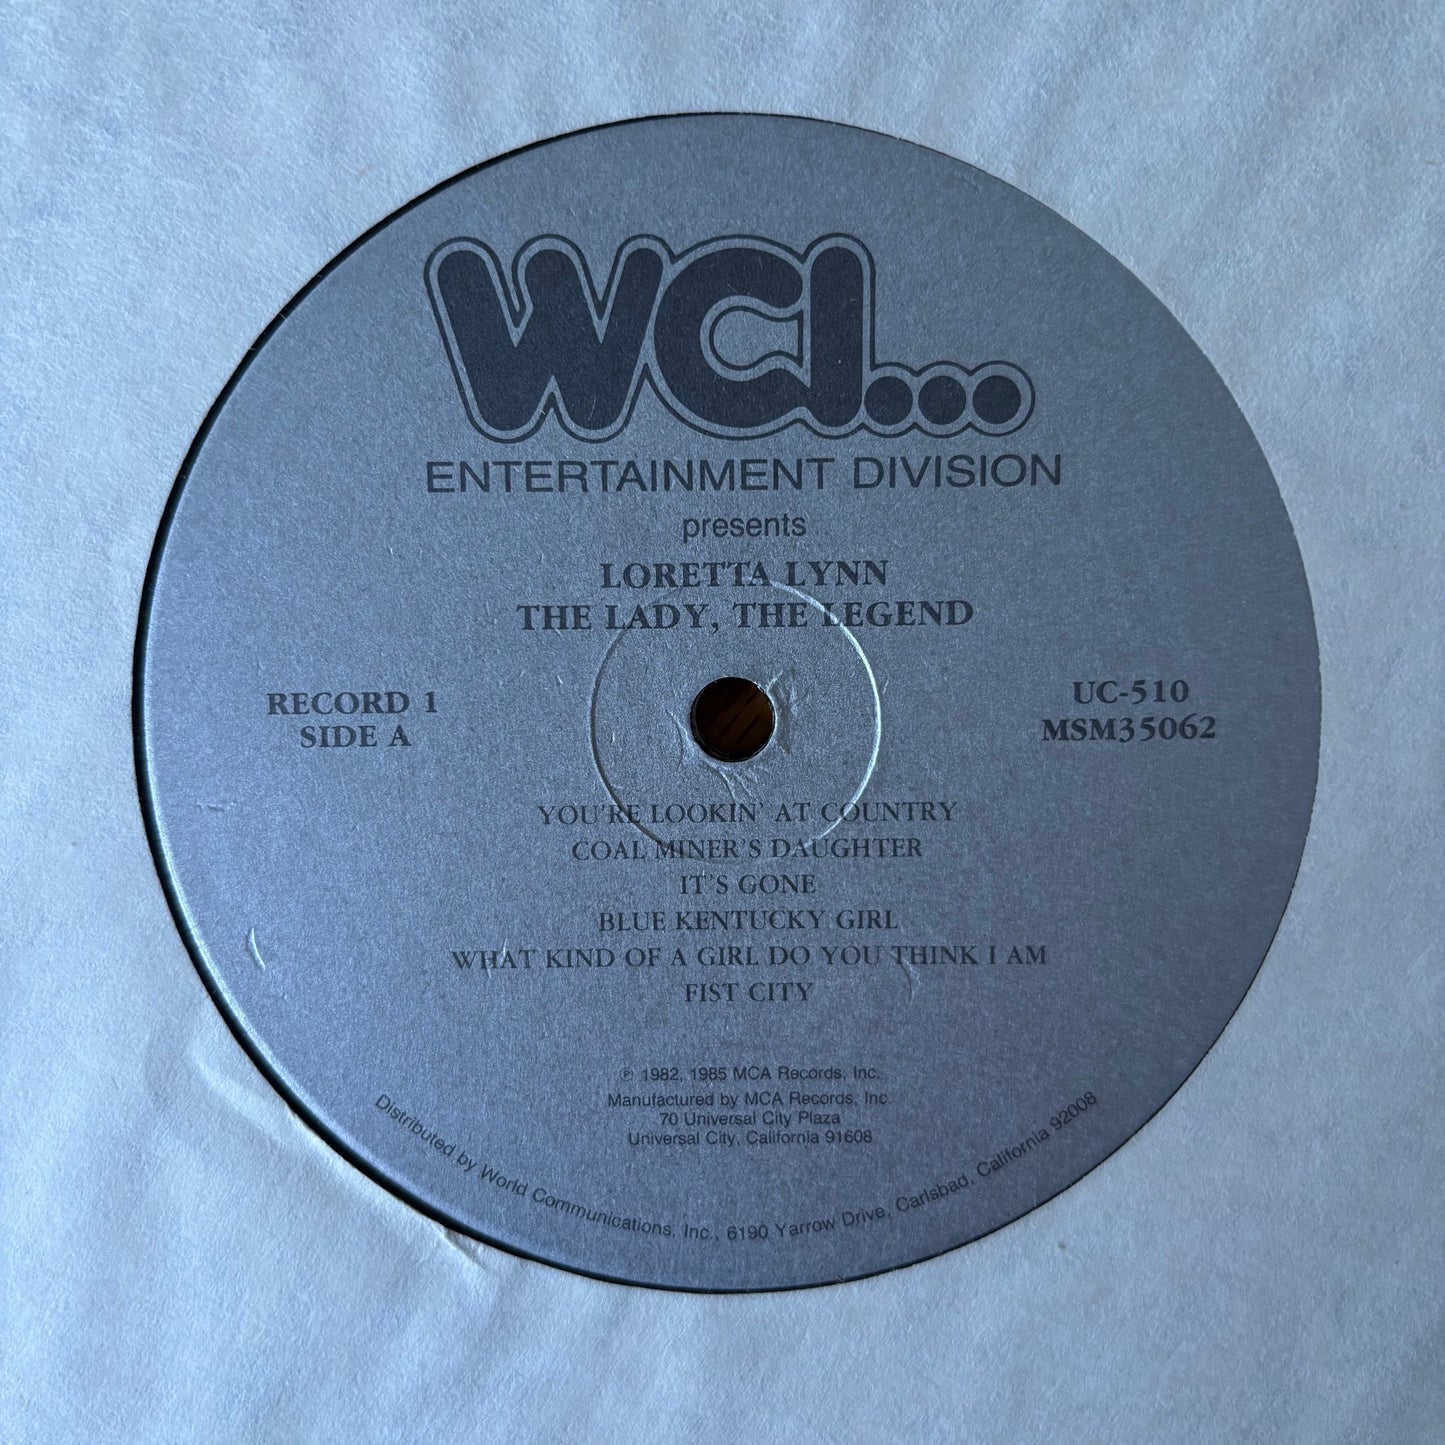 WCI...
ENTERTAINMENT DIVISION
presents
LORETTA LYNN
THE LADY, THE LEGEND
RECORD 1
SIDE A
UC-510
MSM35062
YOU'RE LOOKIN' AT COUNTRY
COAL MINER'S DAUGHTER
IT'S GONE
BLUE KENTUCKY GIRL
WHAT KIND OF A GIRL DO YOU THINK I AM
FIST CITY
℗ 1982, 1985 MCA Records, Inc.
Manufactured by MCA Records, Inc.
70 Universal City Plaza
Universal City, California 91608
Distributed by World Communications, Inc., 6190 Yarrow Drive, Carlsbad, California 92008